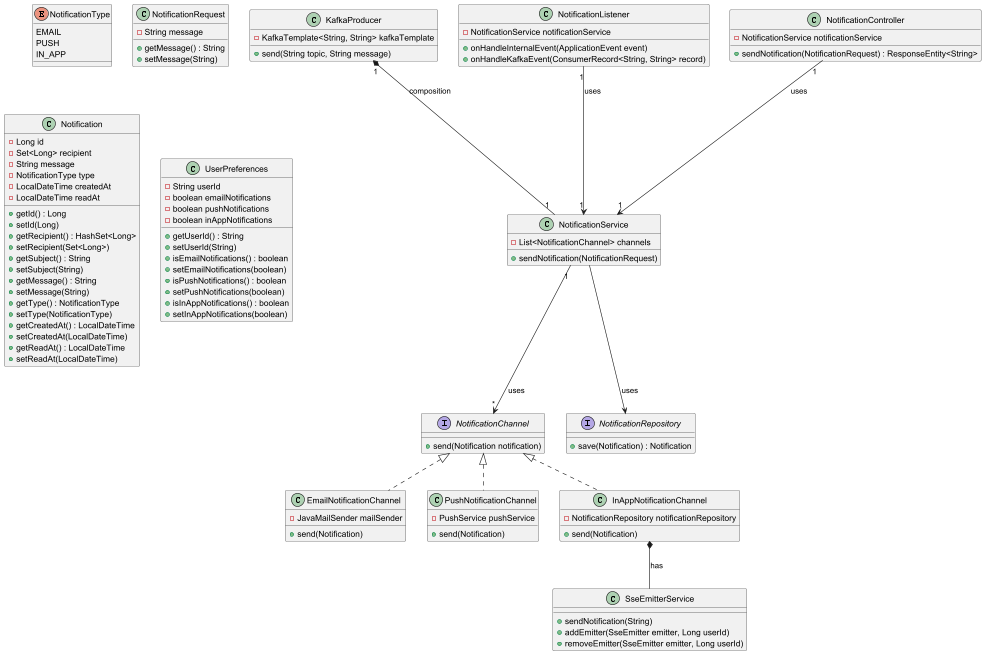 E NotificationType
EMAIL
PUSH
IN_APP
C NotificationRequest
String message
getMessage() : String
setMessage(String)
C KafkaProducer
KafkaTemplate<String, String> kafkaTemplate
send(String topic, String message)
C NotificationListener
NotificationService notificationService
onHandleInternalEvent(ApplicationEvent event)
onHandleKafkaEvent(ConsumerRecord<String, String> record)
C NotificationController
NotificationService notificationService
sendNotification(NotificationRequest) : ResponseEntity<String>
1
1
1
composition
uses
uses
C Notification
Long id
Set<Long> recipient
String message
NotificationType type
LocalDateTime createdAt
LocalDateTime readAt
getId() : Long
setId(Long)
getRecipient() : HashSet<Long>
setRecipient(Set<Long>)
getSubject() : String
setSubject(String)
getMessage() : String
setMessage(String)
getType() : NotificationType
setType(NotificationType)
getCreatedAt() : LocalDateTime
setCreatedAt(LocalDateTime)
getReadAt() : LocalDateTime
setReadAt(LocalDateTime)
C UserPreferences
String userId
boolean emailNotifications
boolean pushNotifications
boolean inAppNotifications
getUserId() : String
setUserId(String)
isEmailNotifications() : boolean
setEmailNotifications(boolean)
isPushNotifications() : boolean
setPushNotifications(boolean)
isInAppNotifications() : boolean
setInAppNotifications(boolean)
1
1
1
C NotificationService
List<NotificationChannel> channels
sendNotification(NotificationRequest)
1
uses
uses
*
I NotificationChannel
send(Notification notification)
I NotificationRepository
save(Notification) : Notification
C EmailNotificationChannel
JavaMailSender mailSender
send(Notification)
C PushNotificationChannel
PushService pushService
send(Notification)
C InAppNotificationChannel
NotificationRepository notificationRepository
send(Notification)
has
C SseEmitterService
sendNotification(String)
addEmitter(SseEmitter emitter, Long userId)
removeEmitter(SseEmitter emitter, Long userId)